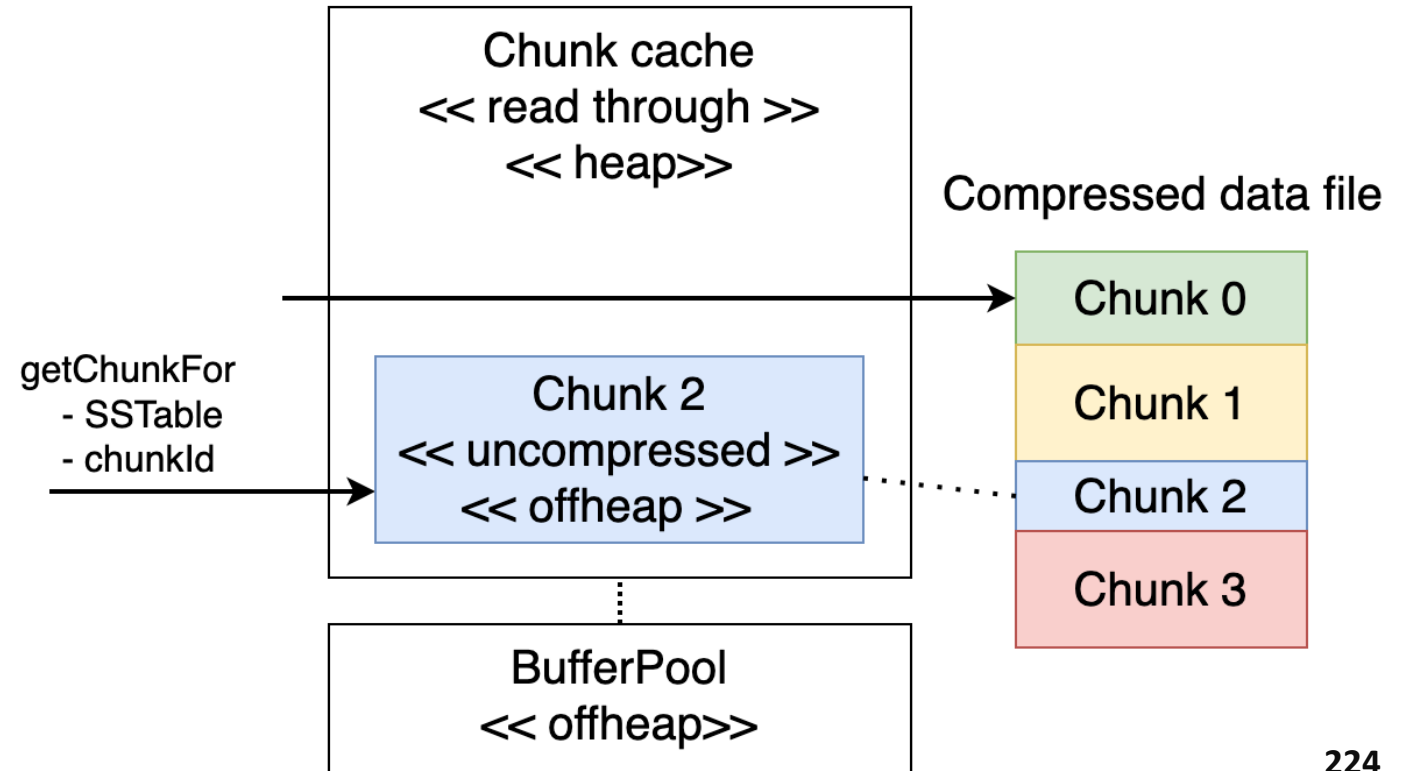 Chunk cache
<< read through >>
<< heap>>
Compressed data file
Chunk 0
Chunk 1
Chunk 2
Chunk 3
getChunkFor
- SSTable
- chunkId
Chunk 2
<< uncompressed >>
<< offheap >>
BufferPool
<< offheap>>
224